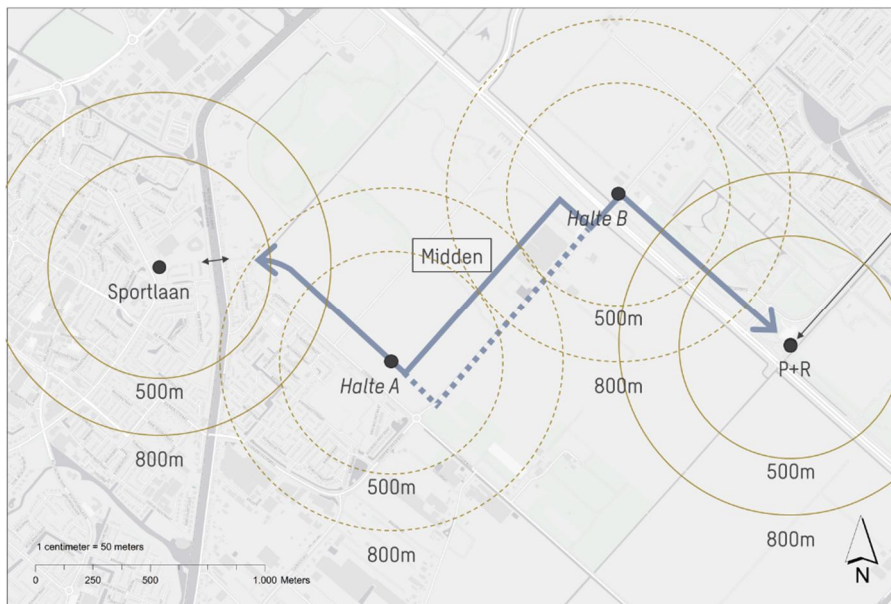 Midden
Halte B
Sportlaan
500m
800m
P+R
Halte A
500m
800m
500m
800m
500m
800m
1 centimeter = 50 meters
0 250 500 1.000 Meters
N